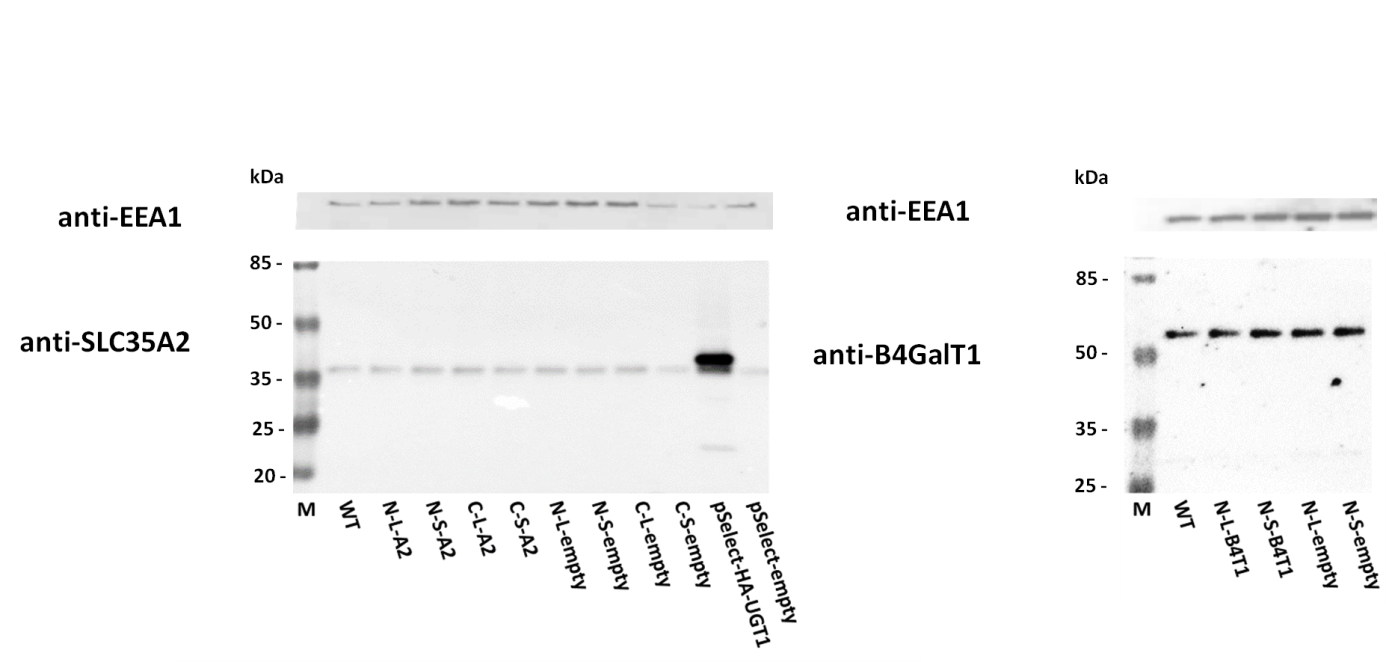 kDa
anti-EEA1
85 -
50 -
anti-SLC35A2
35 -
25 -
20 -
M
WT
N-L-A2
N-S-A2
C-L-A2
C-S-A2
N-L-empty
N-S-empty
C-L-empty
C-S-empty
pSelect-HA-UGT1
pSelect-empty
kDa
anti-EEA1
85 -
50 -
anti-B4GalT1
35 -
25 -
M
WT
N-L-B4T1
N-S-B4T1
N-L-empty
N-S-empty